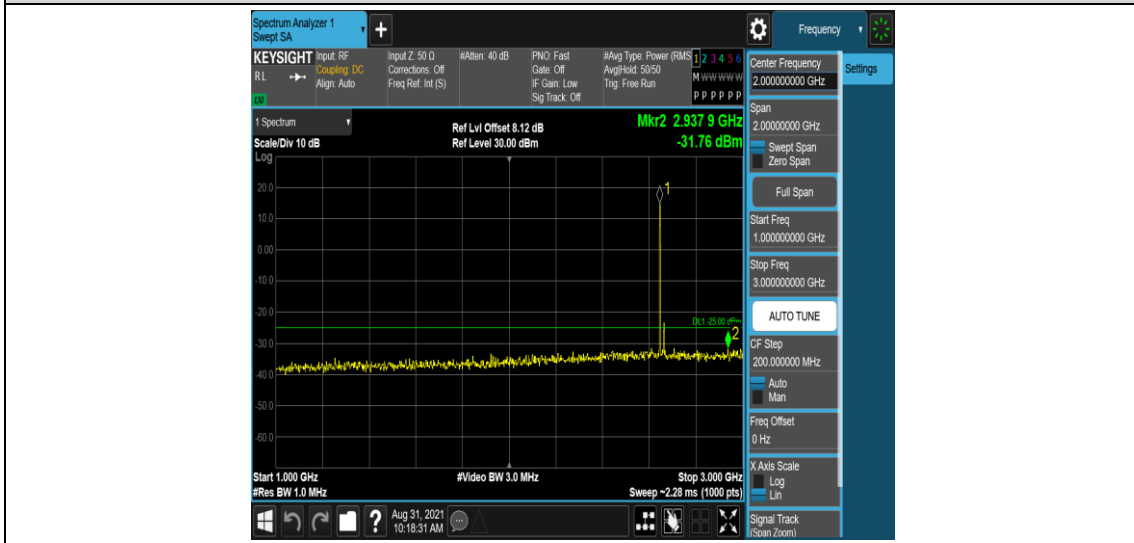 Spectrum Analyzer 1
Swept SA
+
Frequency
KEYSIGHT
RL
LXI
Input: RF
Coupling: DC
Align: Auto
Input Z: 50 Ω
Corrections: Off
Freq Ref: Int (S)
#Atten: 40 dB
PNO: Fast
Gate: Off
IF Gain: Low
Sig Track: Off
#Avg Type: Power (RMS
Avg|Hold: 50/50
Trig: Free Run
1 2 3 4 5 6
M W W W W W
P P P P P P
1 Spectrum
Scale/Div 10 dB
Log
Ref Lvl Offset 8.12 dB
Ref Level 30.00 dBm
Mkr2 2.937 9 GHz
-31.76 dBm
20.0
10.0
0.00
-10.0
-20.0
-30.0
-40.0
-50.0
-60.0
1
DL1 -25.00 dBm
2
Start 1.000 GHz
#Res BW 1.0 MHz
#Video BW 3.0 MHz
Stop 3.000 GHz
Sweep ~2.28 ms (1000 pts)
?
Aug 31, 2021
10:18:31 AM
Center Frequency
2.000000000 GHz
Span
2.00000000 GHz
Swept Span
Zero Span
Full Span
Start Freq
1.000000000 GHz
Stop Freq
3.000000000 GHz
AUTO TUNE
CF Step
200.000000 MHz
Auto
Man
Freq Offset
0 Hz
X Axis Scale
Log
Lin
Signal Track
(Span Zoom)
Settings